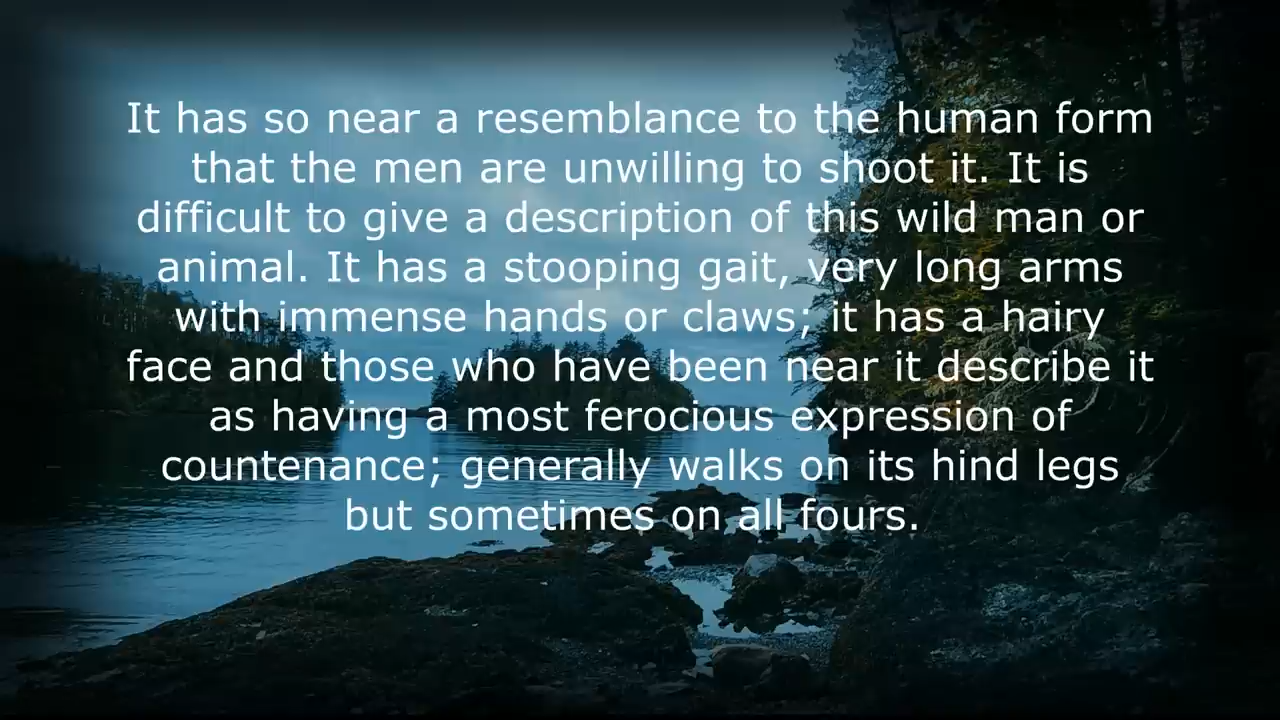 It has so near a resemblance to the human form
that the men are unwilling to shoot it. It is
difficult to give a description of this wild man or
animal. It has a stooping gait, very long arms
with immense hands or claws; it has a hairy
face and those who have been near it describe it
as having a most ferocious expression of
countenance; generally walks on its hind legs
but sometimes on all fours.